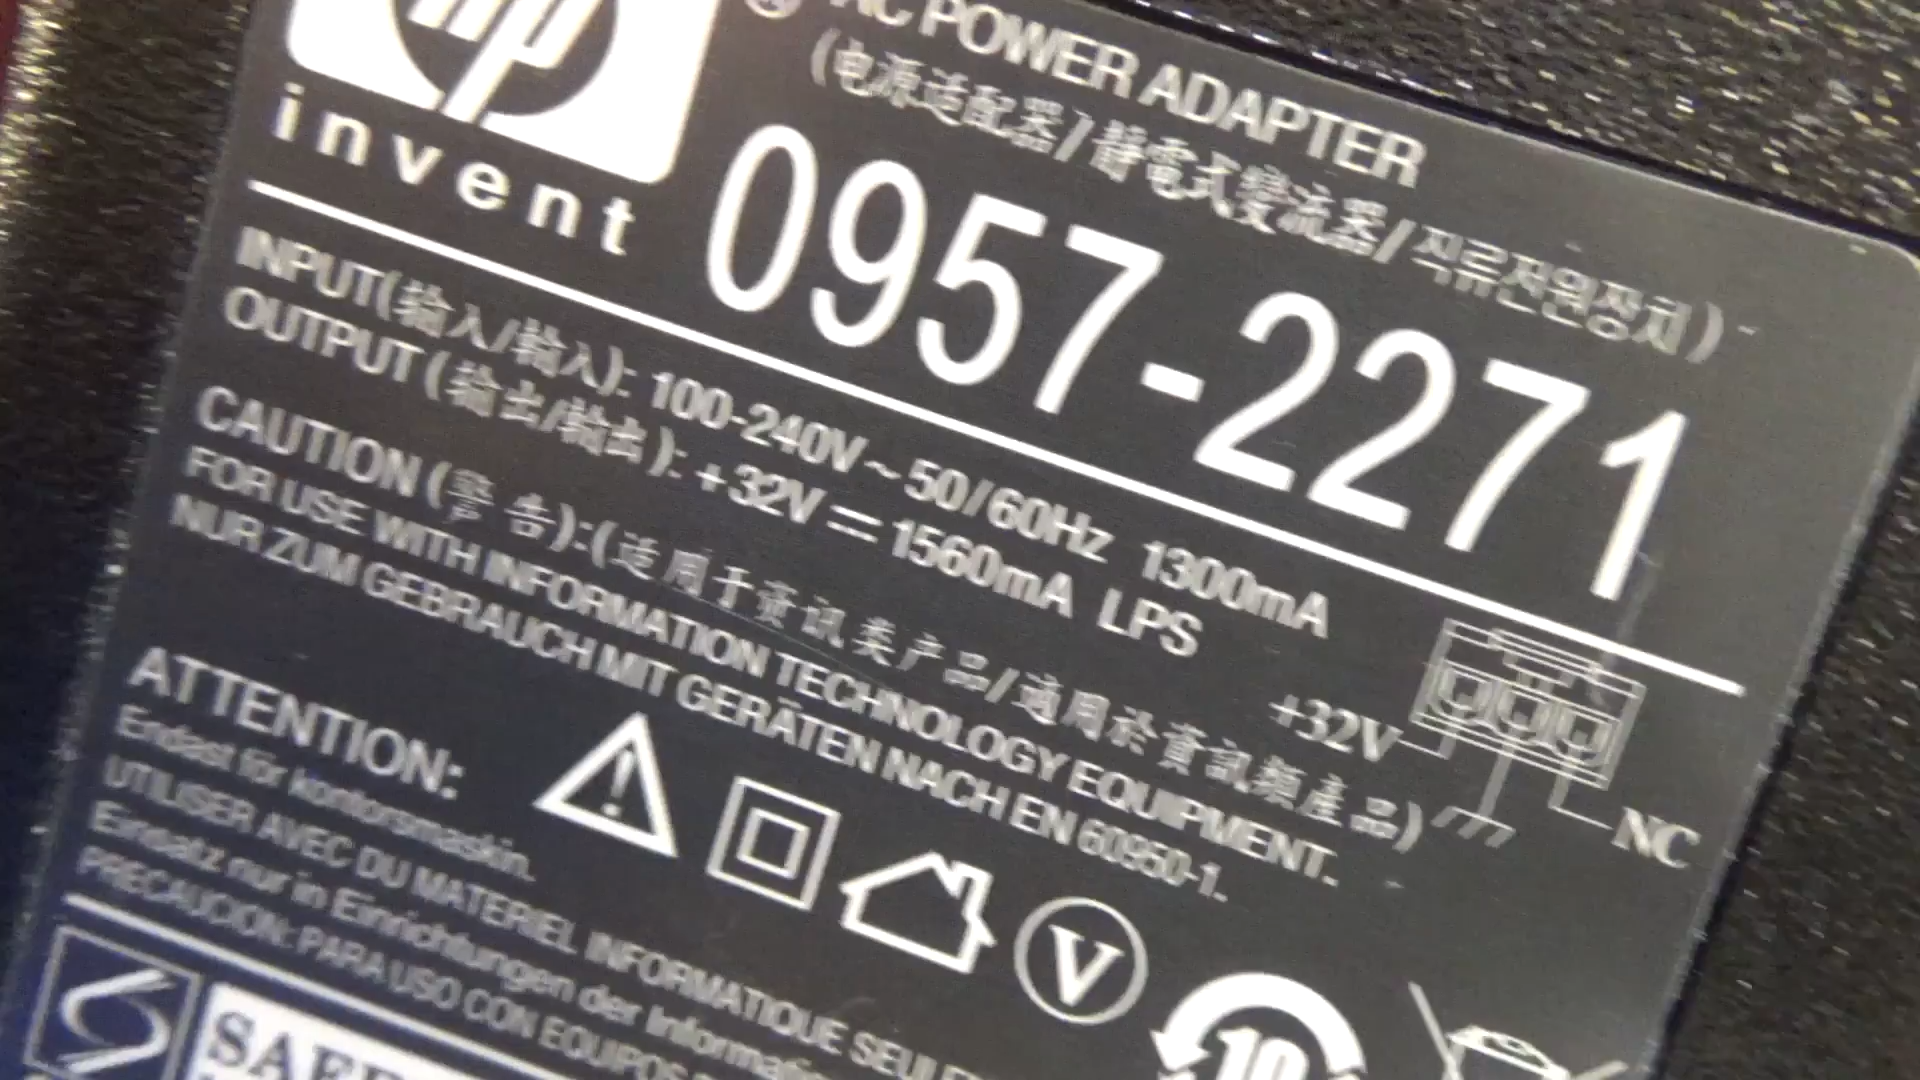 hp
invent
AC POWER ADAPTER
(电源适配器/靜電式變流器/직류전원장치)
0957-2271
INPUT(输入/輸入): 100-240V~50/60Hz 1300mA
OUTPUT(输出/輸出): +32V⎓1560mA LPS
CAUTION(警告):(适用于资讯类产品/適用於資訊類產品)
FOR USE WITH INFORMATION TECHNOLOGY EQUIPMENT.
NUR ZUM GEBRAUCH MIT GERÄTEN NACH EN 60950-1.
+32V
NC
ATTENTION:
Endast för kontorsmaskin.
UTILISER AVEC DU MATERIEL INFORMATIQUE
Einsatz nur in Einrichtungen der
PRECAUCION: PARA USO CON EQUIPOS
V
10